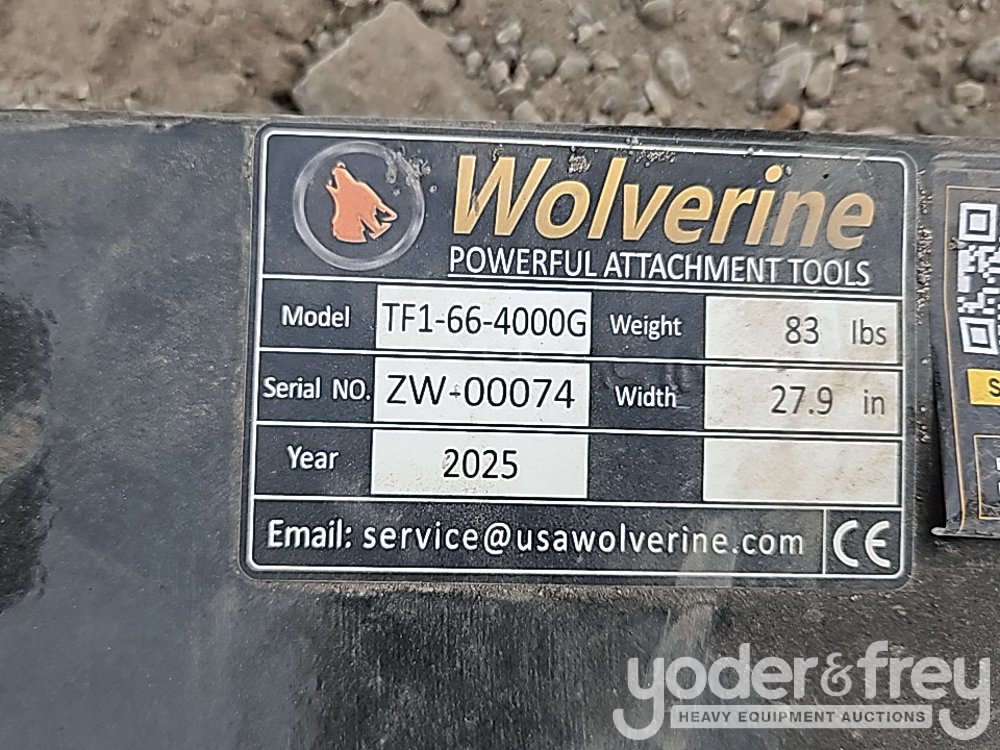 Wolverine
POWERFUL ATTACHMENT TOOLS
Model TF1-66-4000G Weight 83 lbs
Serial NO. ZW-00074 Width 27.9 in
Year 2025
Email: service@usawolverine.com CE
S
yoder&frey
HEAVY EQUIPMENT AUCTIONS